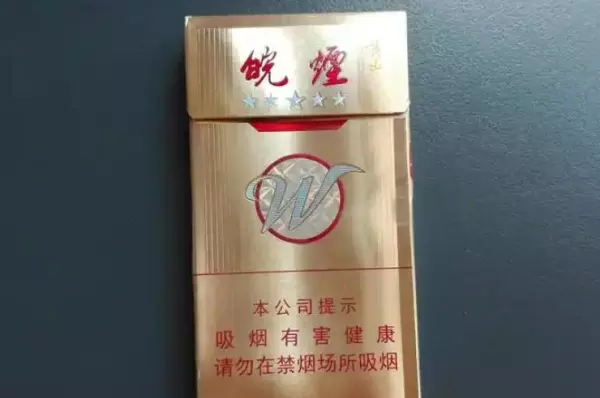 皖煙
W
本公司提示
吸烟有害健康
请勿在禁烟场所吸烟